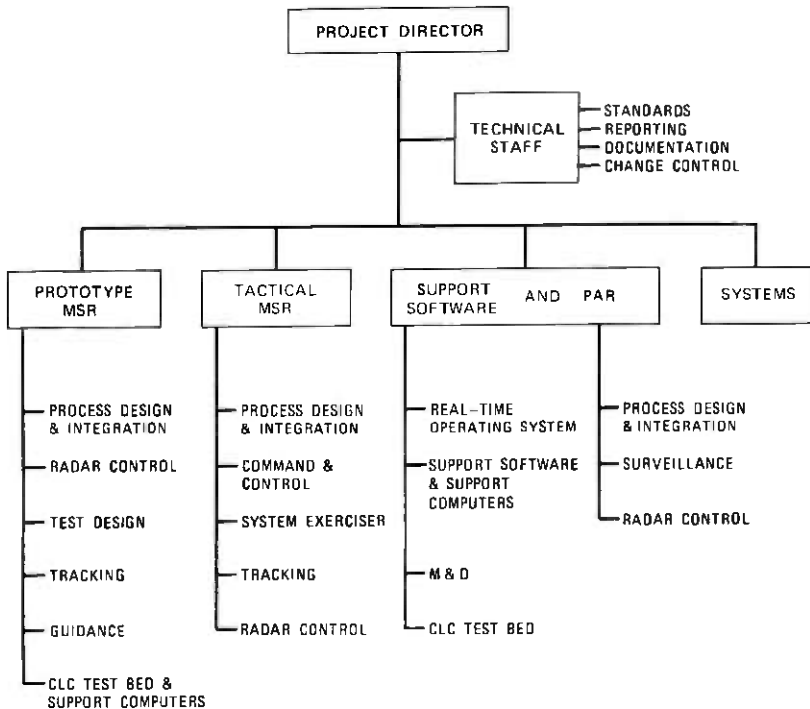 PROJECT DIRECTOR
TECHNICAL
STAFF
STANDARDS
REPORTING
DOCUMENTATION
CHANGE CONTROL
PROTOTYPE
MSR
TACTICAL
MSR
SUPPORT
SOFTWARE AND PAR
SYSTEMS
PROCESS DESIGN
& INTEGRATION
RADAR CONTROL
TEST DESIGN
TRACKING
GUIDANCE
CLC TEST BED &
SUPPORT COMPUTERS
PROCESS DESIGN
& INTEGRATION
COMMAND &
CONTROL
SYSTEM EXERCISER
TRACKING
RADAR CONTROL
REAL-TIME
OPERATING SYSTEM
SUPPORT SOFTWARE
& SUPPORT
COMPUTERS
M&D
CLC TEST BED
PROCESS DESIGN
& INTEGRATION
SURVEILLANCE
RADAR CONTROL